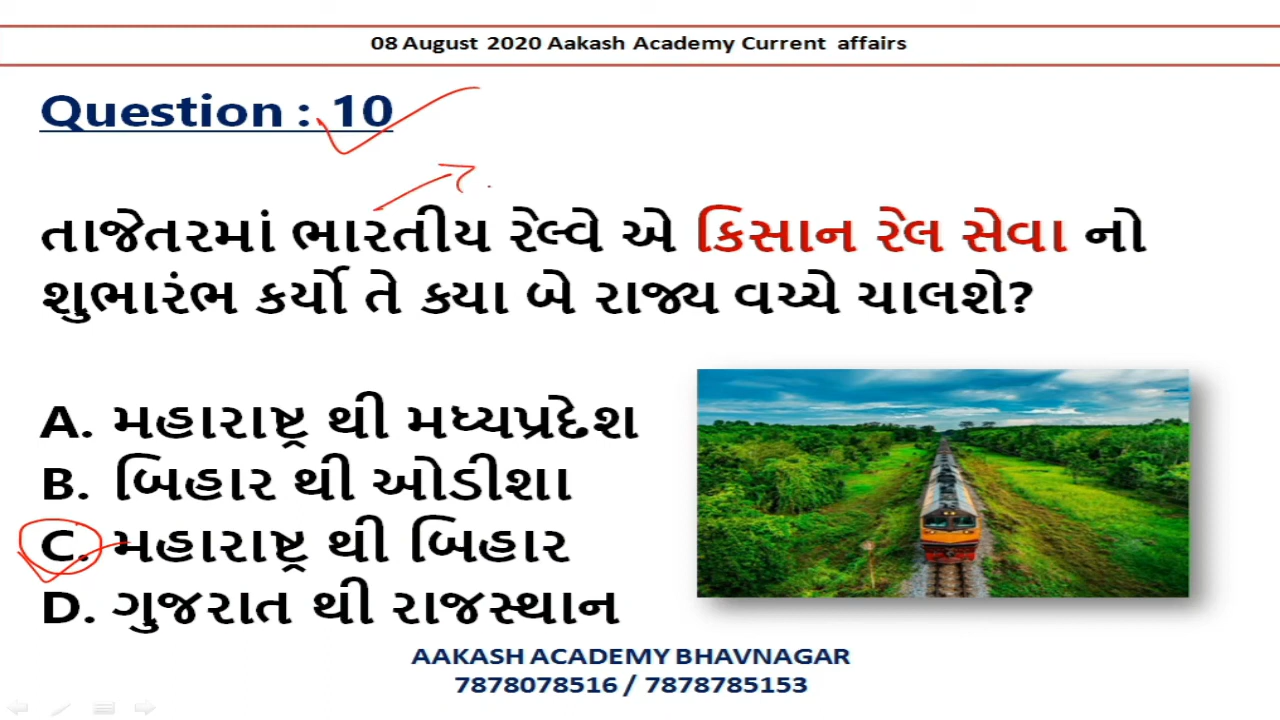 08 August 2020 Aakash Academy Current affairs
Question : 10
તાજેતરમાં ભારતીય રેલ્વે એ કિસાન રેલ સેવા નો
શુભારંભ કર્યો તે ક્યા બે રાજ્ય વચ્ચે ચાલશે?
A. મહારાષ્ટ્ર થી મધ્યપ્રદેશ
B. બિહાર થી ઓડીશા
C. મહારાષ્ટ્ર થી બિહાર
D. ગુજરાત થી રાજસ્થાન
AAKASH ACADEMY BHAVNAGAR
7878078516 / 7878785153